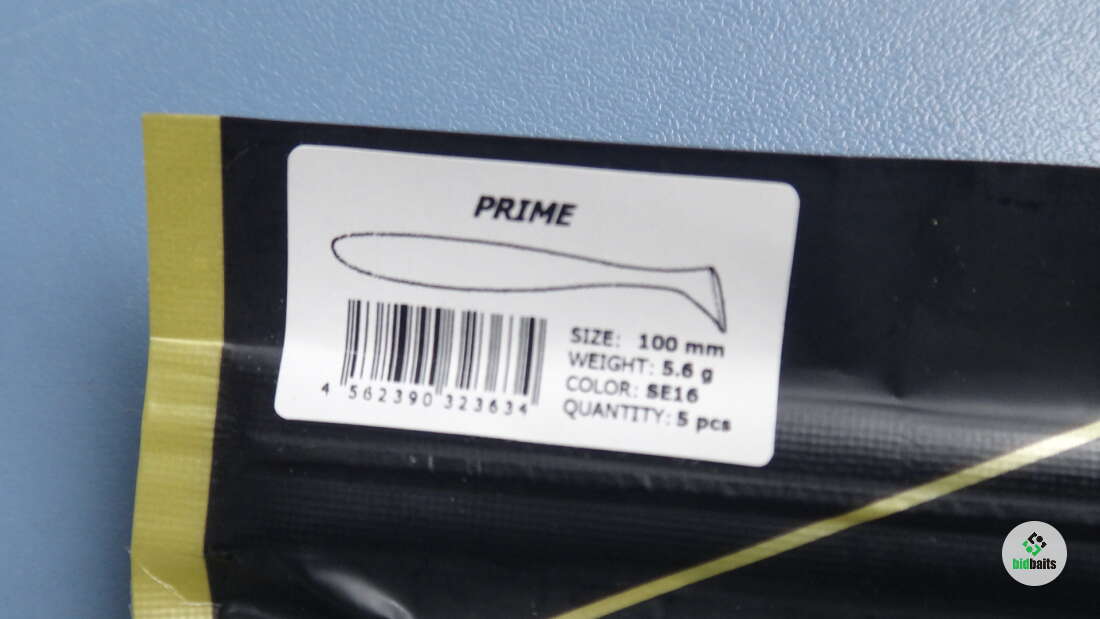 PRIME
SIZE: 100 mm
WEIGHT: 5.6 g
COLOR: SE16
QUANTITY: 5 pcs
4 562390 323634
bidbaits